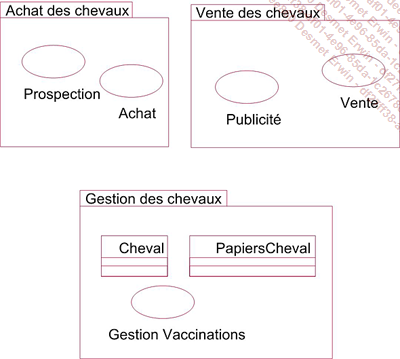 Achat des chevaux
Prospection
Achat
Vente des chevaux
Publicité
Vente
Gestion des chevaux
Cheval
PapiersCheval
Gestion Vaccinations